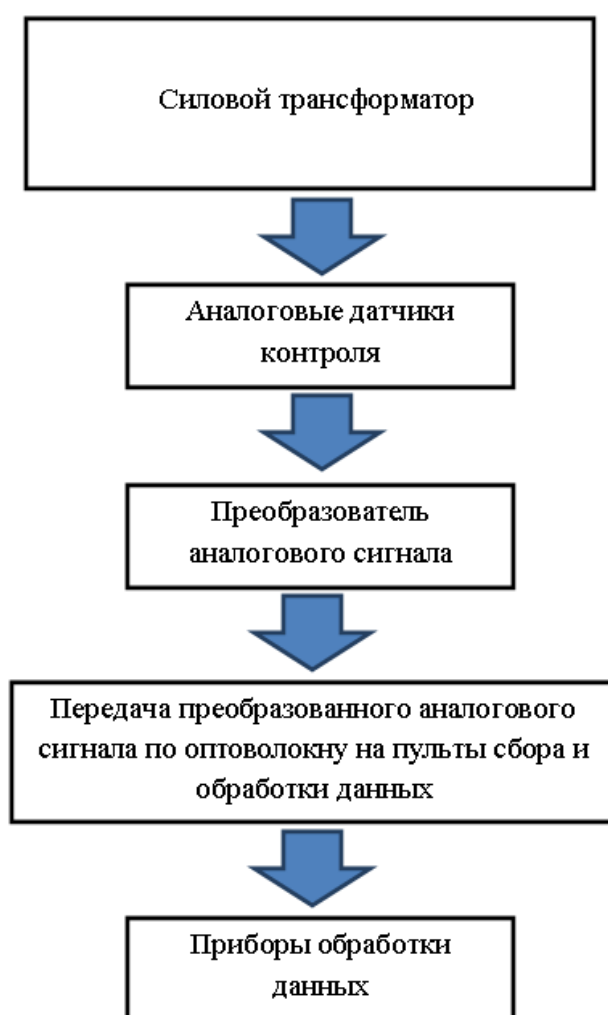 Силовой трансформатор
Аналоговые датчики
контроля
Преобразователь
аналогового сигнала
Передача преобразованного аналогового
сигнала по оптоволокну на пульты сбора и
обработки данных
Приборы обработки
данных